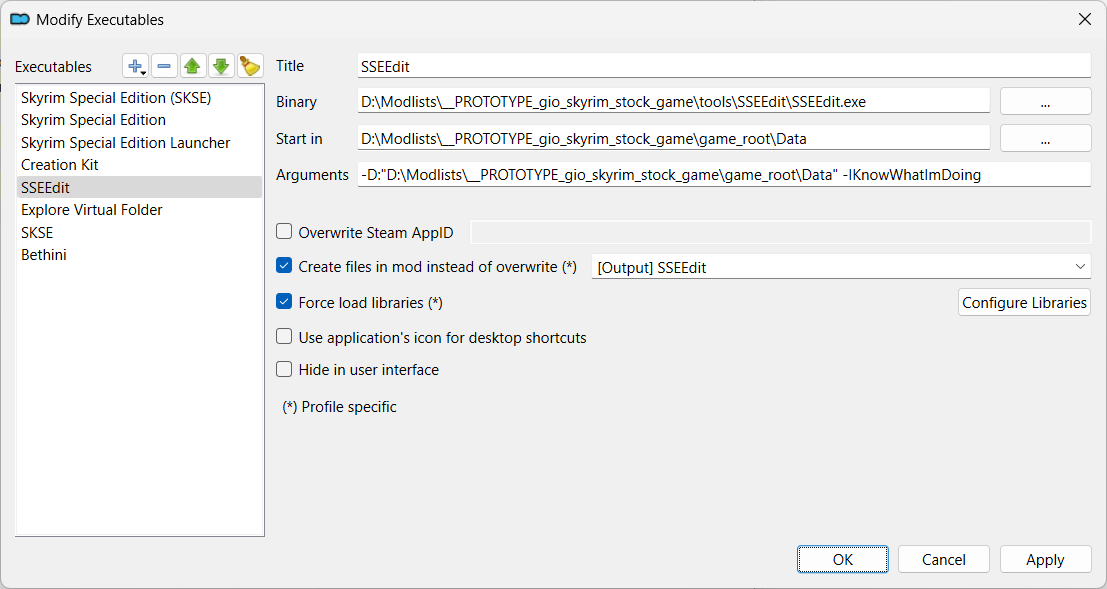 Modify Executables
Executables
Skyrim Special Edition (SKSE)
Skyrim Special Edition
Skyrim Special Edition Launcher
Creation Kit
SSEEdit
Explore Virtual Folder
SKSE
Bethini
Title
SSEEdit
Binary
D:\Modlists\__PROTOTYPE_gio_skyrim_stock_game\tools\SSEEdit\SSEEdit.exe
...
Start in
D:\Modlists\__PROTOTYPE_gio_skyrim_stock_game\game_root\Data
...
Arguments
-D:"D:\Modlists\__PROTOTYPE_gio_skyrim_stock_game\game_root\Data" -IKnowWhatImDoing
Overwrite Steam AppID
Create files in mod instead of overwrite (*)
[Output] SSEEdit
Force load libraries (*)
Configure Libraries
Use application's icon for desktop shortcuts
Hide in user interface
(*) Profile specific
OK
Cancel
Apply